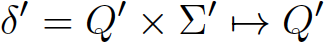 δ′ = Q′ × Σ′ ↦ Q′